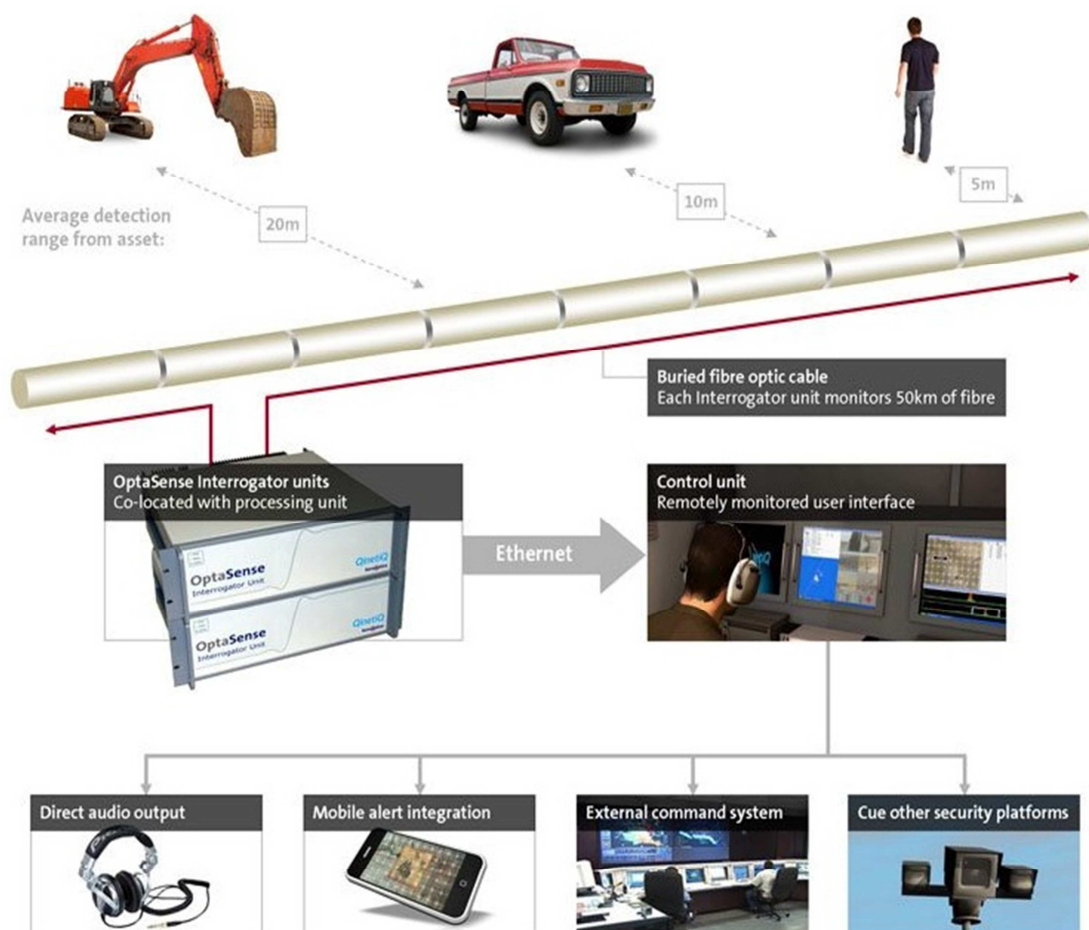 20m
10m
5m
Average detection
range from asset:
Buried fibre optic cable
Each Interrogator unit monitors 50km of fibre
OptaSense Interrogator units
Co-located with processing unit
OptaSense
Interrogator Unit
QinetiQ
OptaSense
Interrogator Unit
QinetiQ
Ethernet
Control unit
Remotely monitored user interface
Direct audio output
Mobile alert integration
External command system
Cue other security platforms